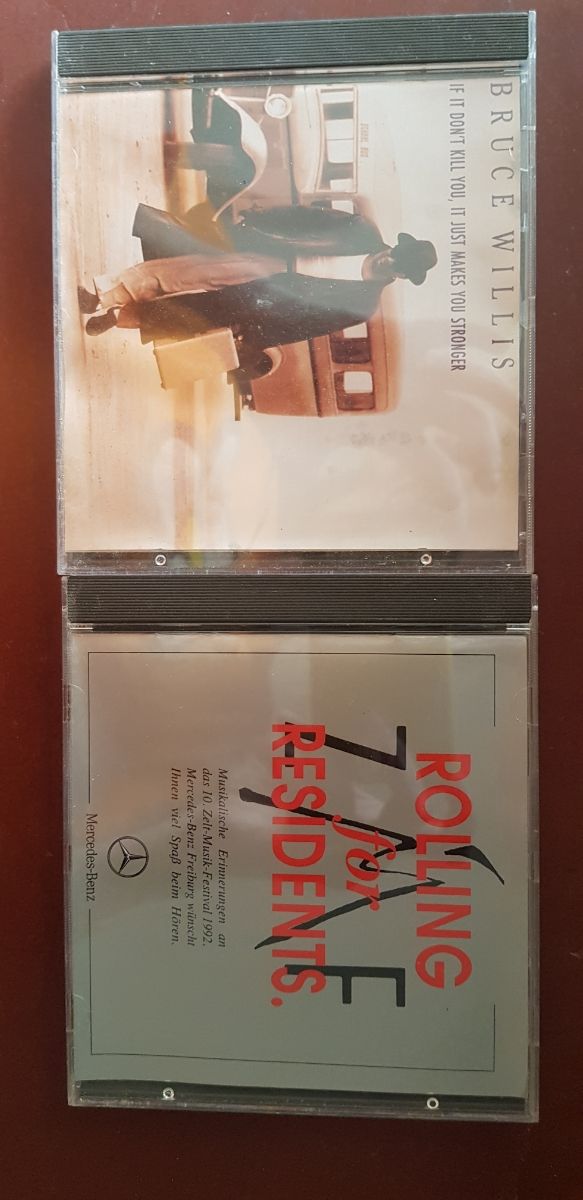 BRUCE WILLIS
IF IT DON'T KILL YOU, IT JUST MAKES YOU STRONGER
ROLLING
for
RESIDENTS.
ZMF
Musikalische Erinnerungen an
das 10. Zelt-Musik-Festival 1992.
Mercedes-Benz Freiburg wünscht
Ihnen viel Spaß beim Hören.
Mercedes-Benz